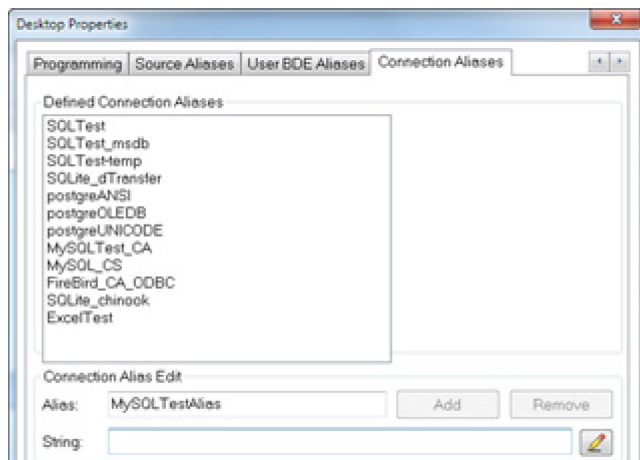 Desktop Properties
Programming Source Aliases User BDE Aliases Connection Aliases
Defined Connection Aliases
SQLTest
SQLTest_msdb
SQLTest-temp
SQLite_dTransfer
postgreANSI
postgreOLEDB
postgreUNICODE
MySQLTest_CA
MySQL_CS
FireBird_CA_ODBC
SQLite_chinook
ExcelTest
Connection Alias Edit
Alias: MySQLTestAlias Add Remove
String: